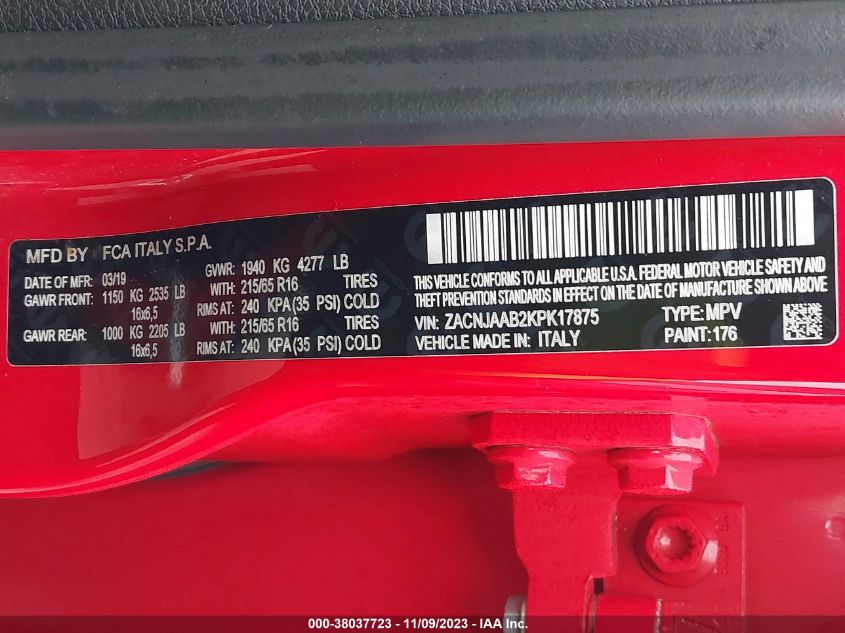 MFD BY FCA ITALY S.P.A.
DATE OF MFR: 03/19 GVWR: 1940 KG 4277 LB
GAWR FRONT: 1150 KG 2535 LB WITH: 215/65 R16 TIRES
16x6,5 RIMS AT: 240 KPA (35 PSI) COLD
GAWR REAR: 1000 KG 2205 LB WITH: 215/65 R16 TIRES
16x6,5 RIMS AT: 240 KPA (35 PSI) COLD
THIS VEHICLE CONFORMS TO ALL APPLICABLE U.S.A. FEDERAL MOTOR VEHICLE SAFETY AND
THEFT PREVENTION STANDARDS IN EFFECT ON THE DATE OF MANUFACTURE SHOWN ABOVE
VIN: ZACNJAAB2KPK17875 TYPE: MPV
VEHICLE MADE IN: ITALY PAINT: 176
000-38037723 - 11/09/2023 - IAA Inc.